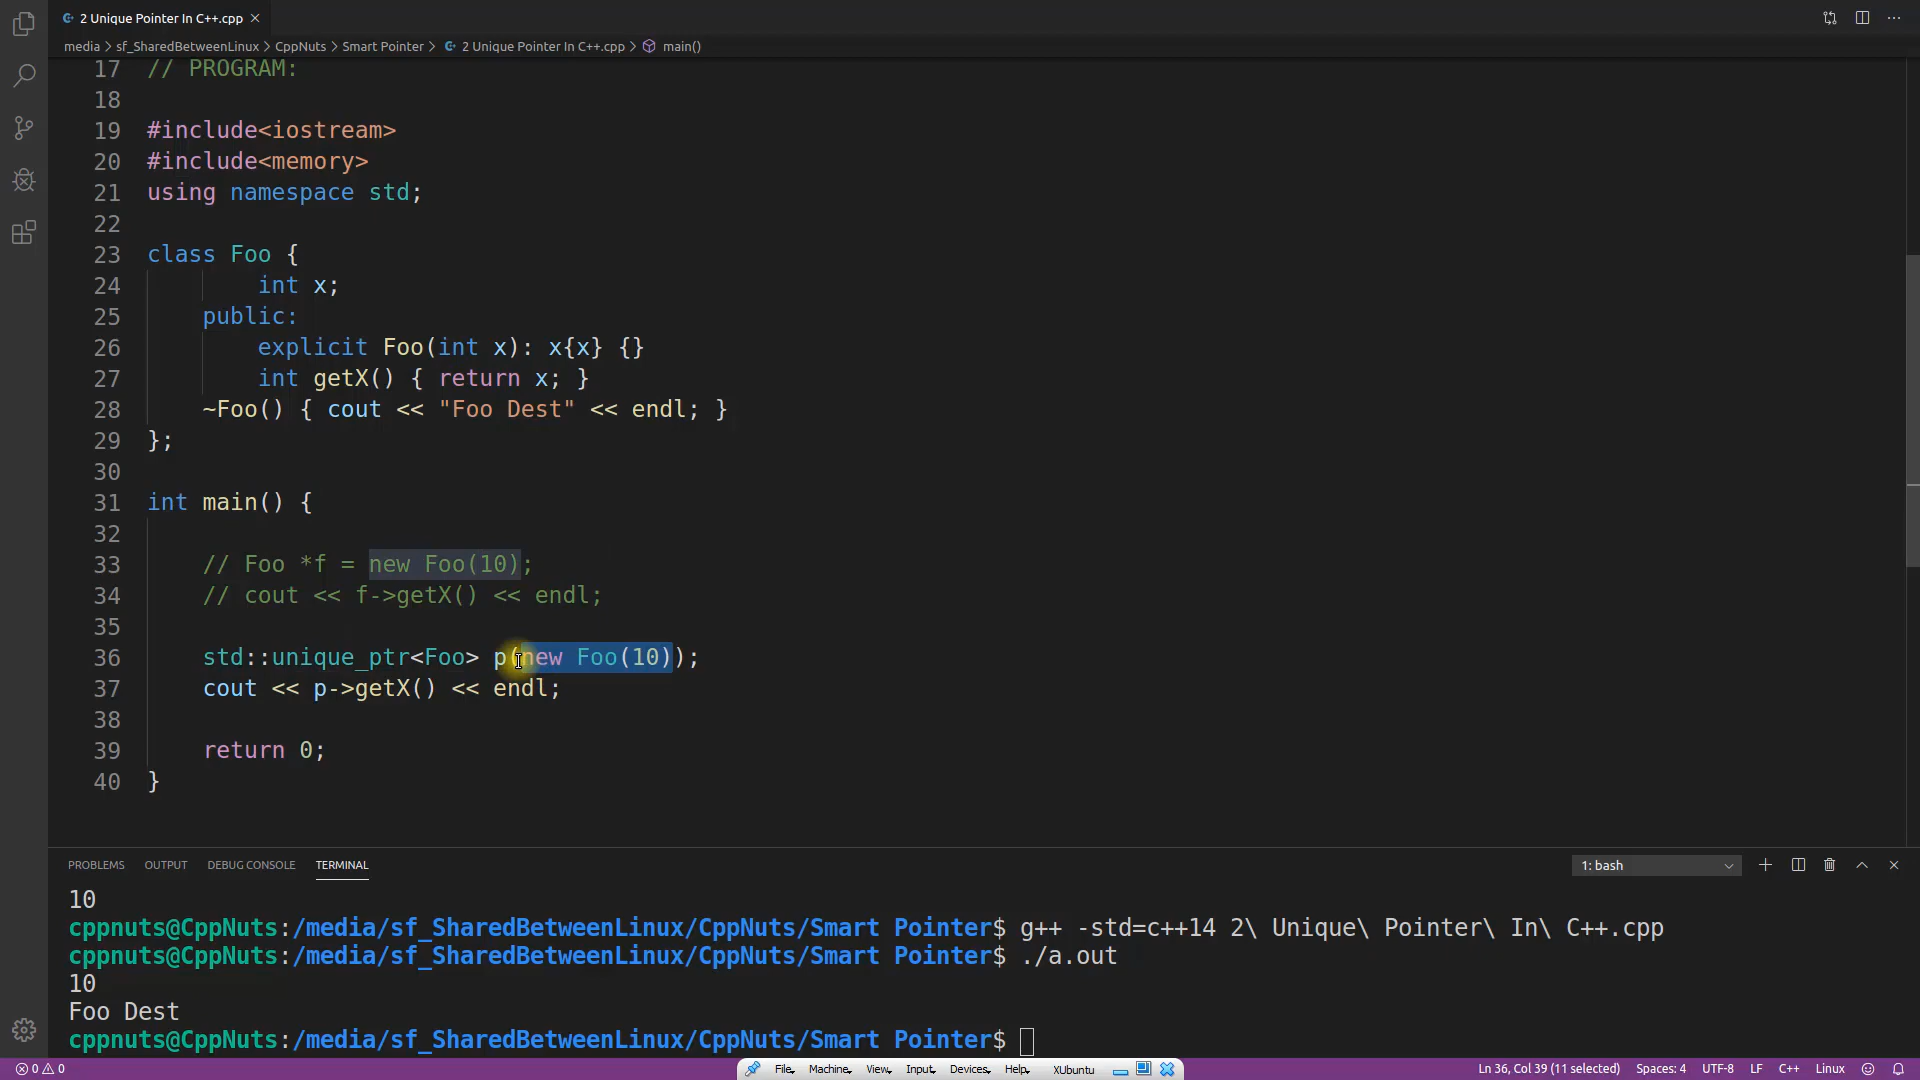 2 Unique Pointer In C++.cpp
media > sf_SharedBetweenLinux > CppNuts > Smart Pointer > 2 Unique Pointer In C++.cpp > main()
17 // PROGRAM:
18
19 #include<iostream>
20 #include<memory>
21 using namespace std;
22
23 class Foo {
24         int x;
25     public:
26         explicit Foo(int x): x{x} {}
27         int getX() { return x; }
28     ~Foo() { cout << "Foo Dest" << endl; }
29 };
30
31 int main() {
32
33     // Foo *f = new Foo(10);
34     // cout << f->getX() << endl;
35
36     std::unique_ptr<Foo> p(new Foo(10));
37     cout << p->getX() << endl;
38
39     return 0;
40 }
PROBLEMS OUTPUT DEBUG CONSOLE TERMINAL 1: bash
10
cppnuts@CppNuts:/media/sf_SharedBetweenLinux/CppNuts/Smart Pointer$ g++ -std=c++14 2\ Unique\ Pointer\ In\ C++.cpp
cppnuts@CppNuts:/media/sf_SharedBetweenLinux/CppNuts/Smart Pointer$ ./a.out
10
Foo Dest
cppnuts@CppNuts:/media/sf_SharedBetweenLinux/CppNuts/Smart Pointer$
0 0 File Machine View Input Devices Help XUbuntu Ln 36, Col 39 (11 selected) Spaces: 4 UTF-8 LF C++ Linux